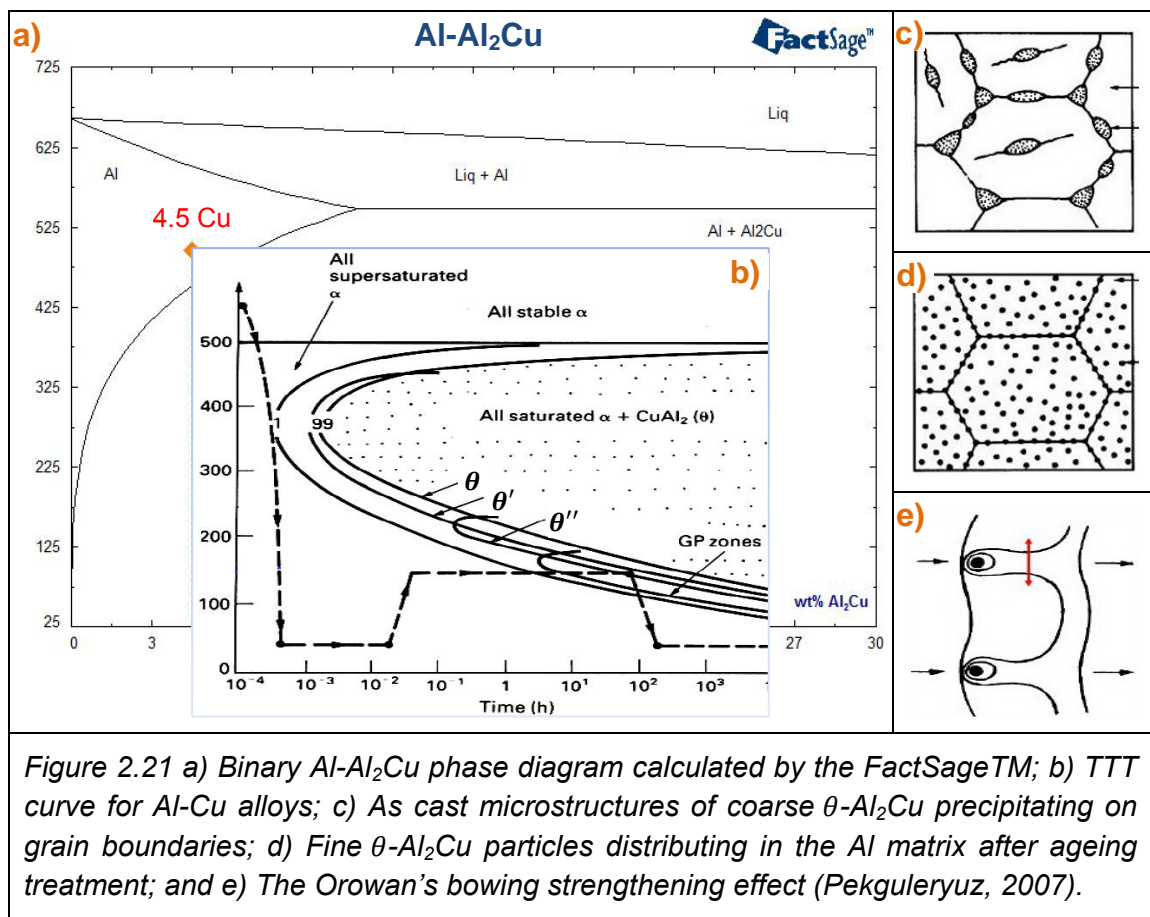 a)
Al-Al2Cu
FactSage™
725
625
525
425
325
225
125
25
0
3
27
30
wt% Al2Cu
Liq
Liq + Al
Al
4.5 Cu
Al + Al2Cu
b)
All
supersaturated
α
All stable α
500
400
300
200
100
0
1
99
All saturated α + CuAl2 (θ)
θ
θ′
θ″
GP zones
10⁻⁴
10⁻³
10⁻²
10⁻¹
1
10¹
10²
10³
Time (h)
c)
d)
e)
Figure 2.21 a) Binary Al-Al2Cu phase diagram calculated by the FactSageTM; b) TTT
curve for Al-Cu alloys; c) As cast microstructures of coarse θ-Al2Cu precipitating on
grain boundaries; d) Fine θ-Al2Cu particles distributing in the Al matrix after ageing
treatment; and e) The Orowan's bowing strengthening effect (Pekguleryuz, 2007).